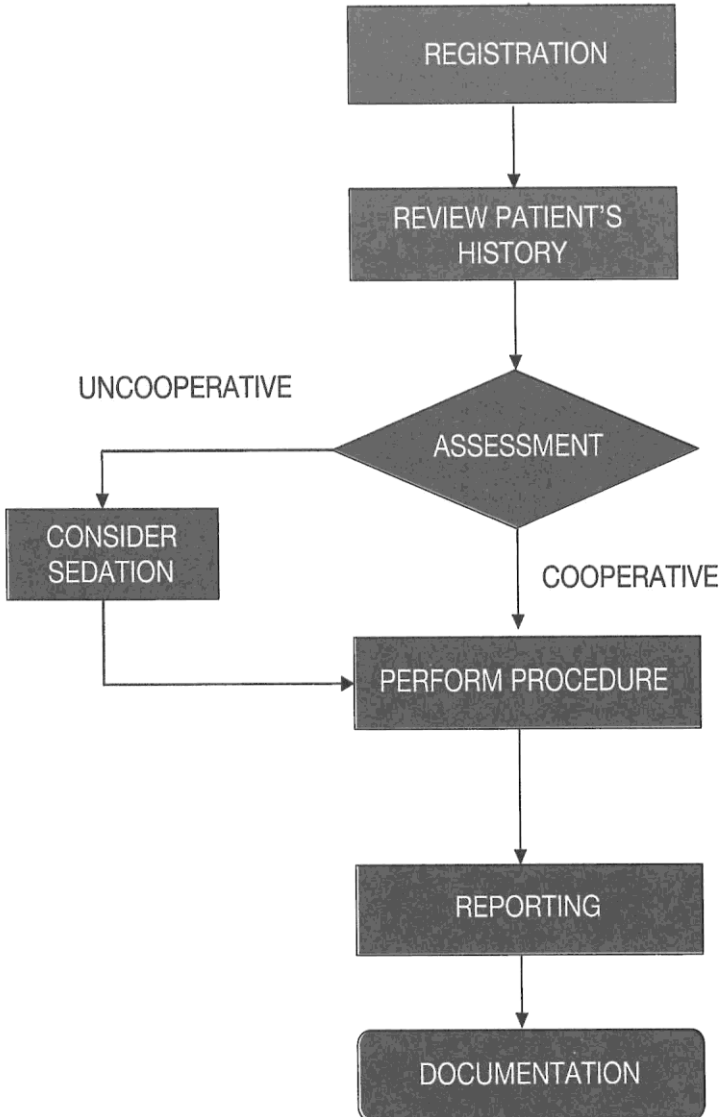 REGISTRATION
REVIEW PATIENT'S
HISTORY
UNCOOPERATIVE
ASSESSMENT
CONSIDER
SEDATION
COOPERATIVE
PERFORM PROCEDURE
REPORTING
DOCUMENTATION